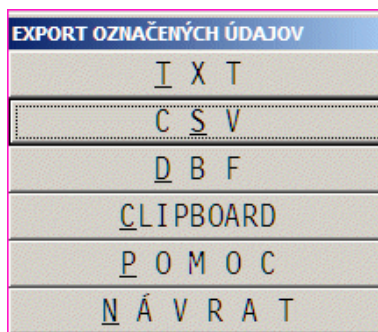 EXPORT OZNAČENÝCH ÚDAJOV
T X T
C S V
D B F
CLIPBOARD
P O M O C
N Á V R A T